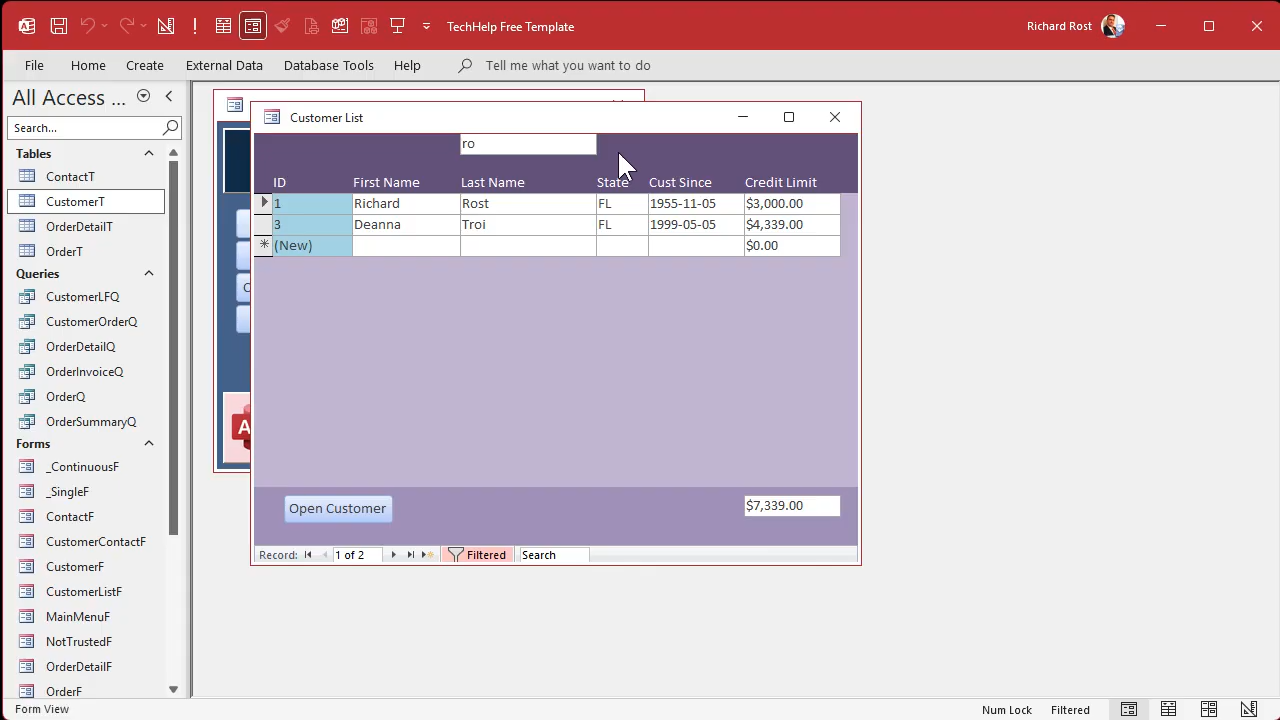 TechHelp Free Template
Richard Rost
File Home Create External Data Database Tools Help Tell me what you want to do
All Access ...
Search...
Tables
ContactT
CustomerT
OrderDetailT
OrderT
Queries
CustomerLFQ
CustomerOrderQ
OrderDetailQ
OrderInvoiceQ
OrderQ
OrderSummaryQ
Forms
_ContinuousF
_SingleF
ContactF
CustomerContactF
CustomerF
CustomerListF
MainMenuF
NotTrustedF
OrderDetailF
OrderF
Customer List
ro
ID First Name Last Name State Cust Since Credit Limit
1 Richard Rost FL 1955-11-05 $3,000.00
3 Deanna Troi FL 1999-05-05 $4,339.00
(New) $0.00
Open Customer $7,339.00
Record: 1 of 2 Filtered Search
Form View Num Lock Filtered